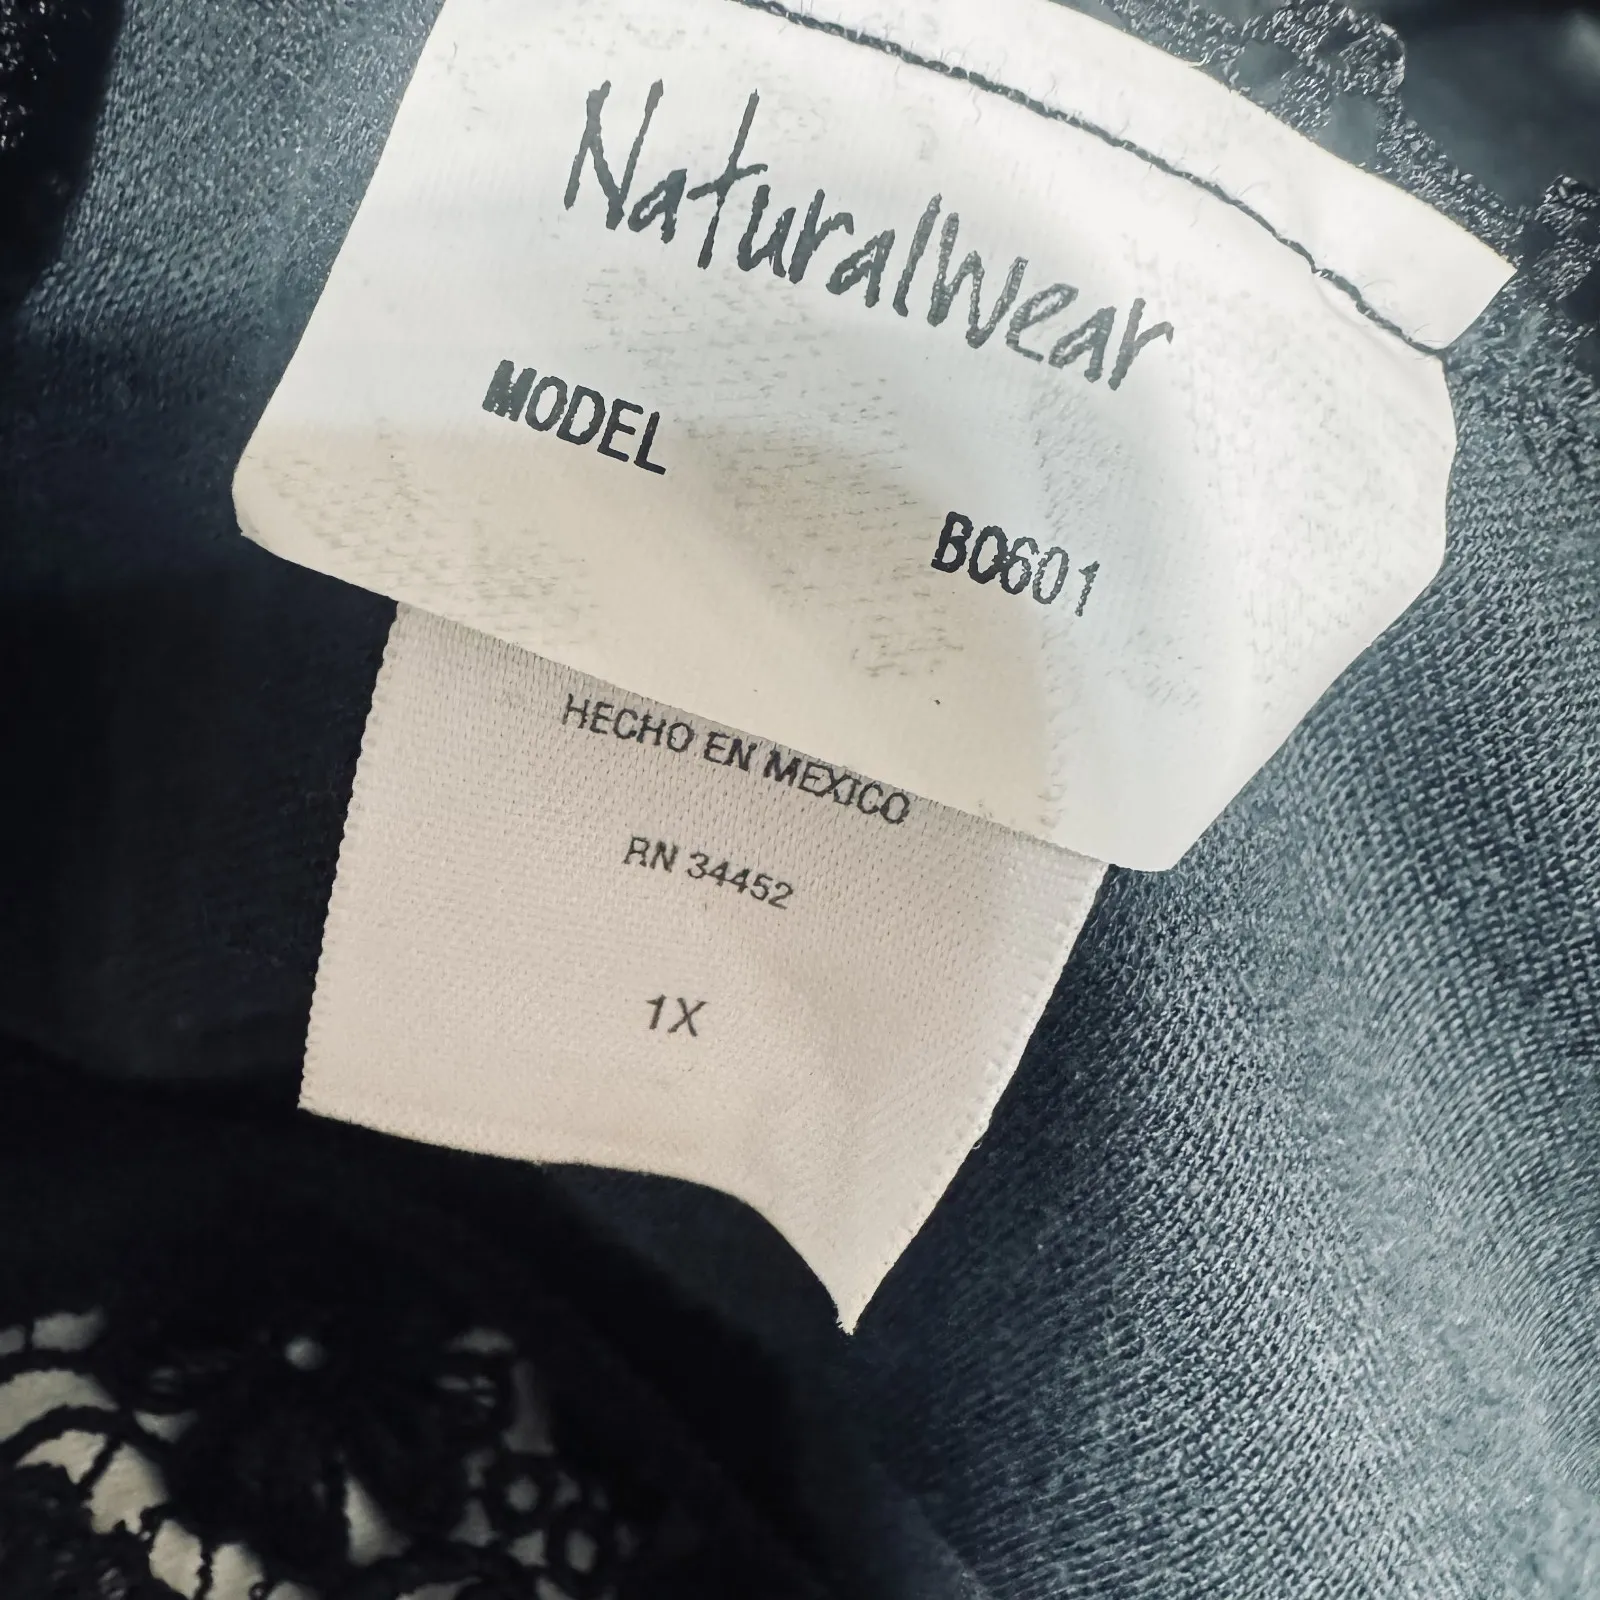 Naturalwear
MODEL
B0601
HECHO EN MEXICO
RN 34452
1X